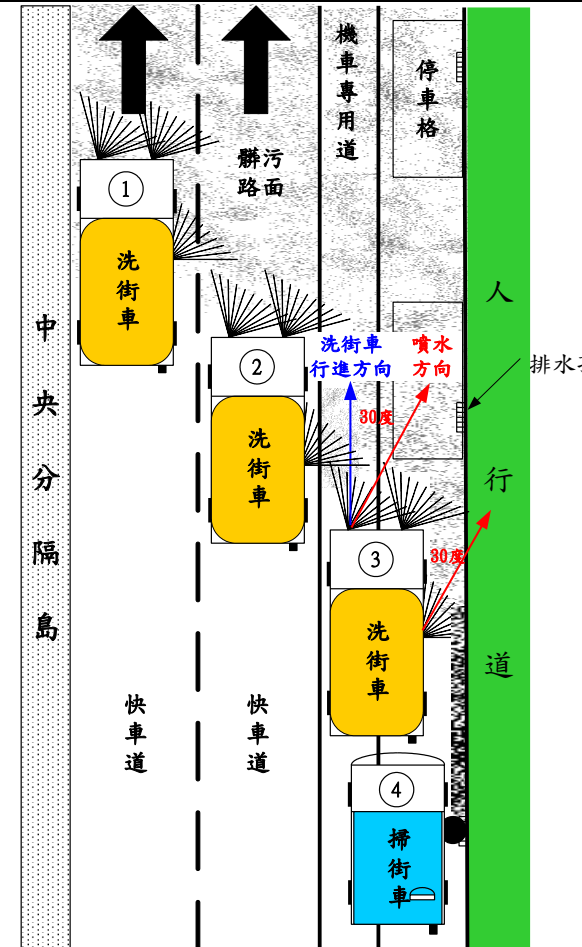 機車專用道
停車格
髒污
路面
①
洗街車
人行道
中央分隔島
洗街車
行進方向
噴水
方向
排水
②
30度
洗街車
30度
③
洗街車
快車道
快車道
④
掃街車